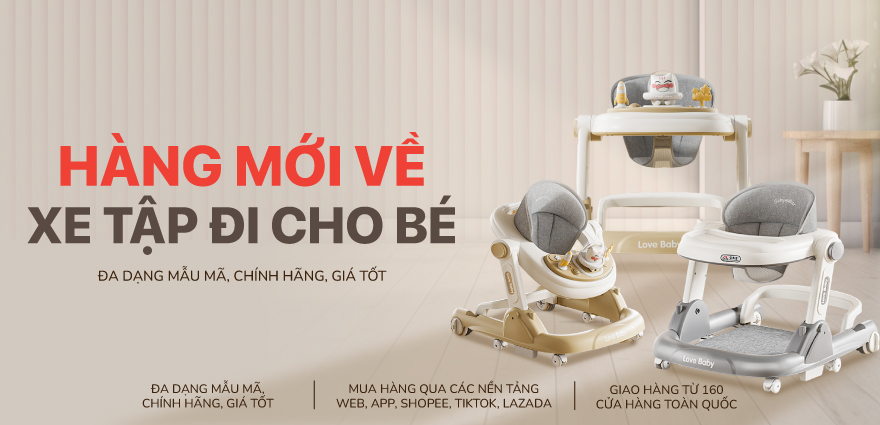 HÀNG MỚI VỀ
XE TẬP ĐI CHO BÉ
ĐA DẠNG MẪU MÃ, CHÍNH HÃNG, GIÁ TỐT
Love Baby
Love Baby
ĐA DẠNG MẪU MÃ,
CHÍNH HÃNG, GIÁ TỐT
MUA HÀNG QUA CÁC NỀN TẢNG
WEB, APP, SHOPEE, TIKTOK, LAZADA
GIAO HÀNG TỪ 160
CỬA HÀNG TOÀN QUỐC